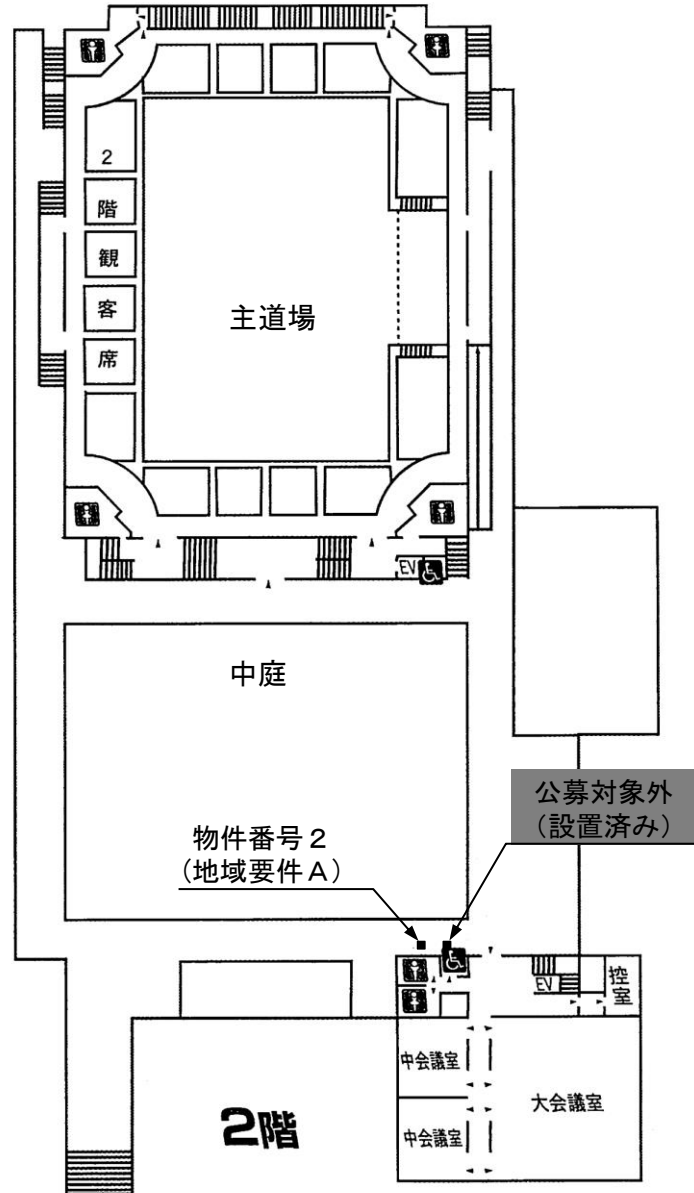 2
階
観
客
席
主道場
EV
中庭
公募対象外
（設置済み）
物件番号２
（地域要件Ａ）
EV
控室
中会議室
大会議室
中会議室
2階